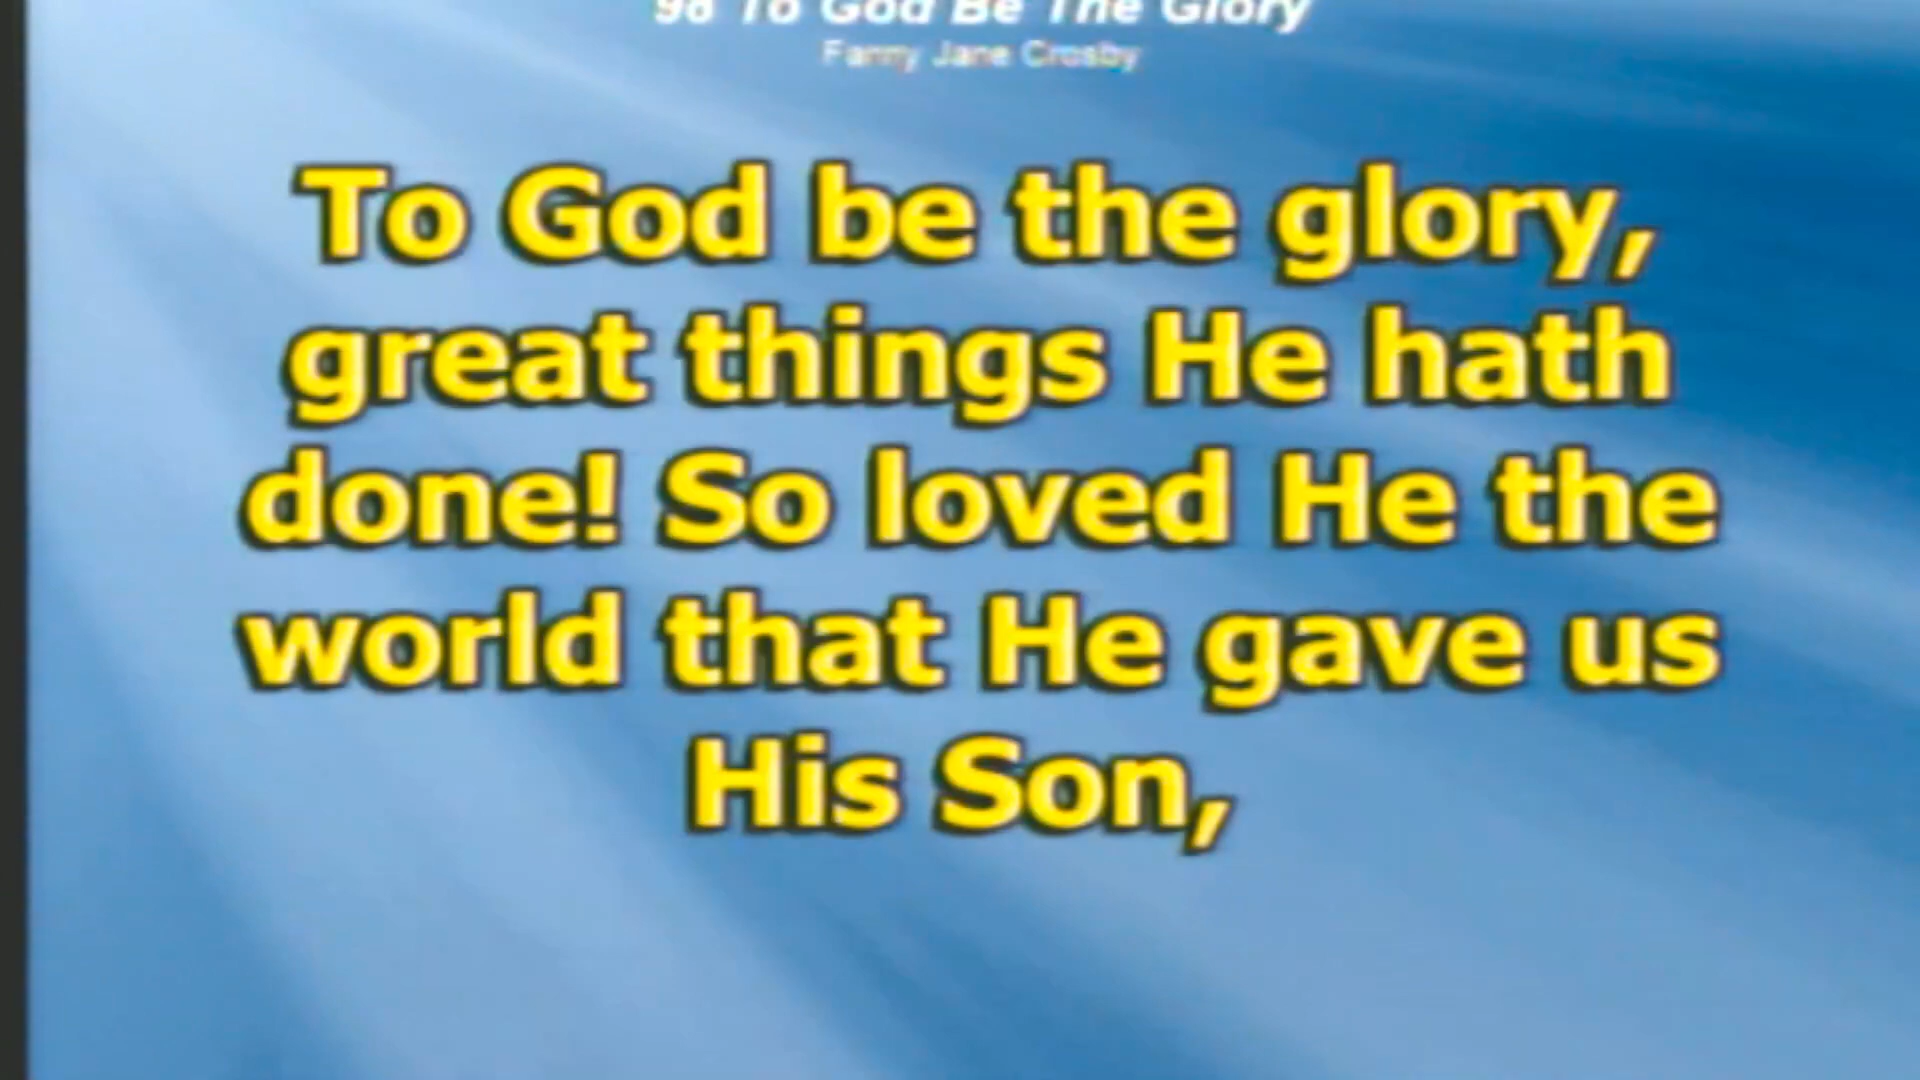 98 To God Be The Glory
Fanny Jane Crosby
To God be the glory,
great things He hath
done! So loved He the
world that He gave us
His Son,